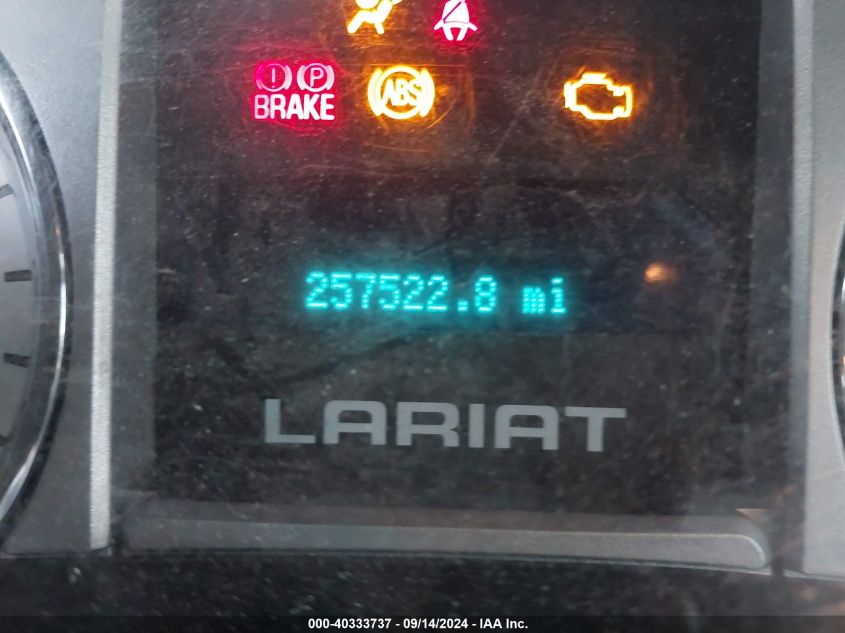 ! P
BRAKE ABS
257522.8 mi
LARIAT
000-40333737 - 09/14/2024 - IAA Inc.